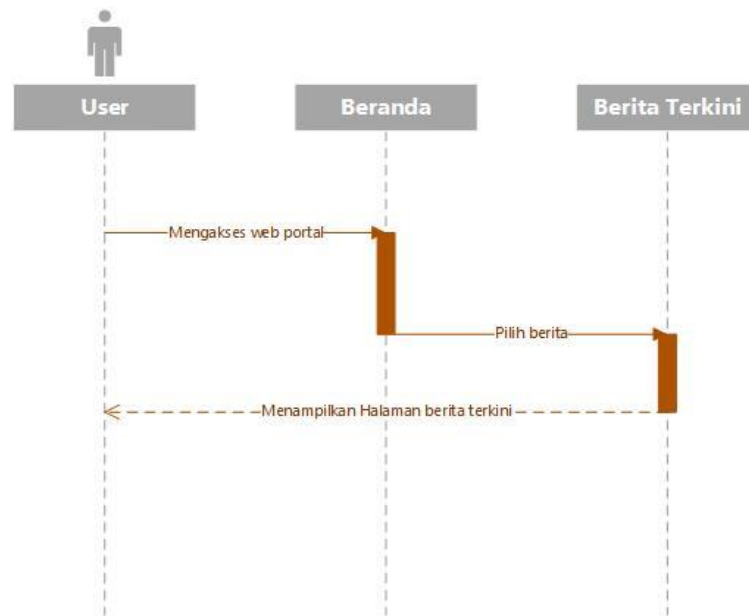 User
Beranda
Berita Terkini
Mengakses web portal
Pilih berita
Menampilkan Halaman berita terkini